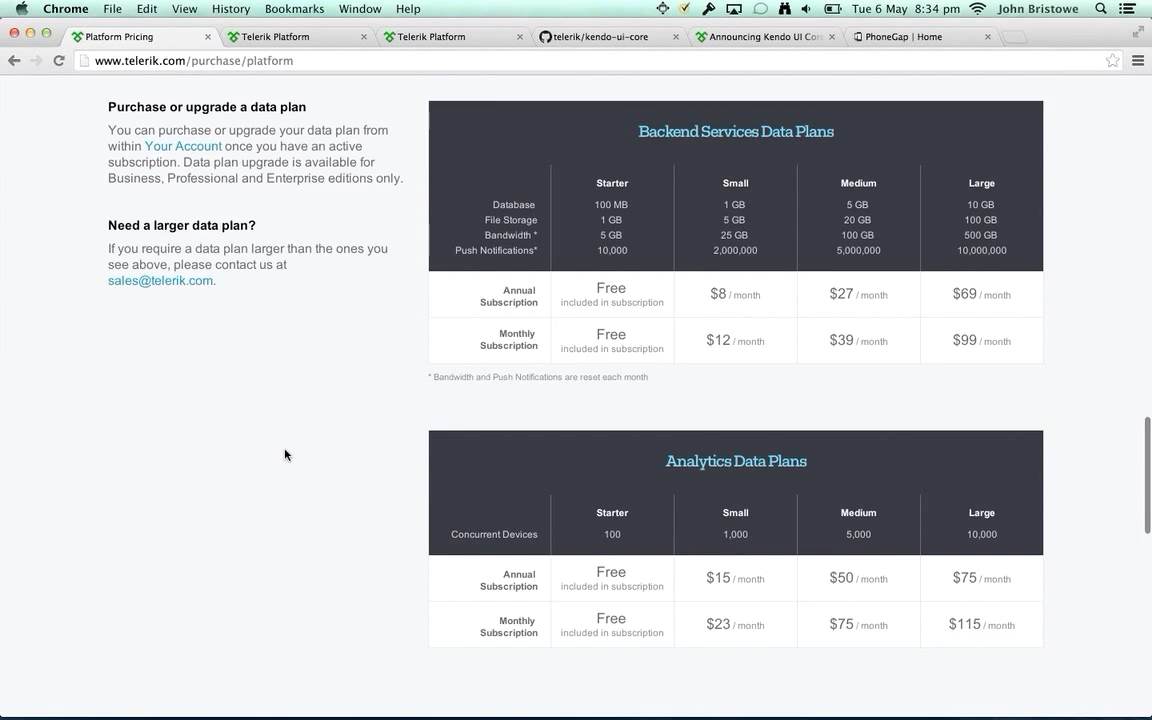 Chrome File Edit View History Bookmarks Window Help Tue 6 May 8:34 pm John Bristowe
Platform Pricing Telerik Platform Telerik Platform telerik/kendo-ui-core Announcing Kendo UI Cor PhoneGap | Home
www.telerik.com/purchase/platform
Purchase or upgrade a data plan
You can purchase or upgrade your data plan from
within Your Account once you have an active
subscription. Data plan upgrade is available for
Business, Professional and Enterprise editions only.
Need a larger data plan?
If you require a data plan larger than the ones you
see above, please contact us at
sales@telerik.com.
Backend Services Data Plans
Starter Small Medium Large
Database 100 MB 1 GB 5 GB 10 GB
File Storage 1 GB 5 GB 20 GB 100 GB
Bandwidth * 5 GB 25 GB 100 GB 500 GB
Push Notifications* 10,000 2,000,000 5,000,000 10,000,000
Annual Subscription Free included in subscription $8 / month $27 / month $69 / month
Monthly Subscription Free included in subscription $12 / month $39 / month $99 / month
* Bandwidth and Push Notifications are reset each month
Analytics Data Plans
Starter Small Medium Large
Concurrent Devices 100 1,000 5,000 10,000
Annual Subscription Free included in subscription $15 / month $50 / month $75 / month
Monthly Subscription Free included in subscription $23 / month $75 / month $115 / month